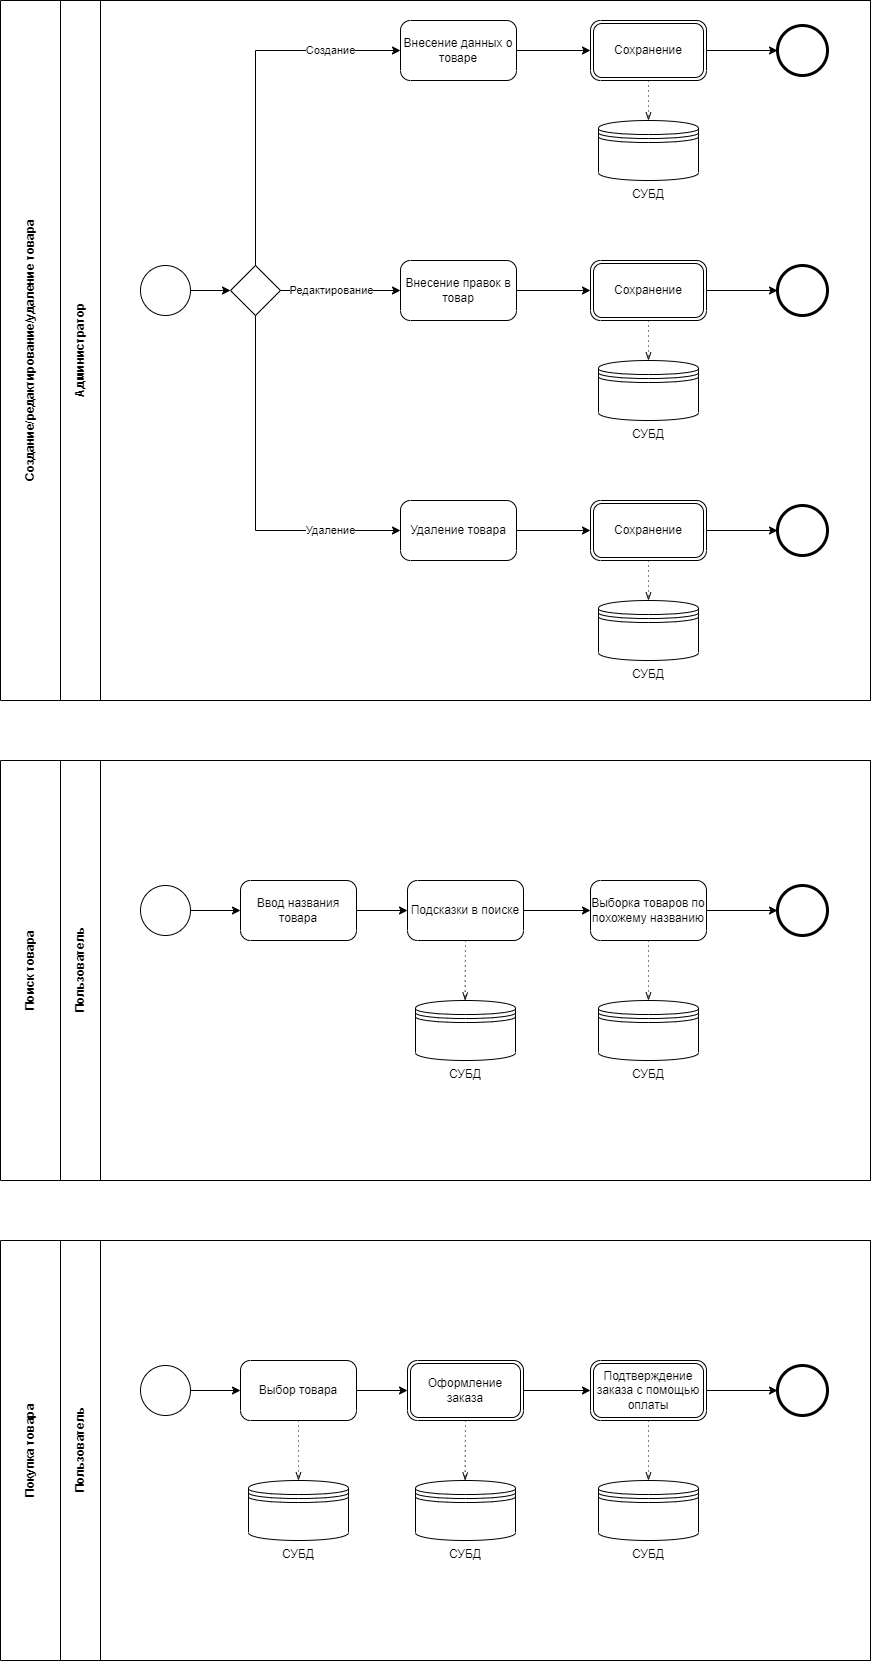 Создание/редактирование/удаление товара
Администратор
Создание
Внесение данных о
товаре
Сохранение
СУБД
Редактирование
Внесение правок в
товар
Сохранение
СУБД
Удаление
Удаление товара
Сохранение
СУБД
Поиск товара
Пользователь
Ввод названия
товара
Подсказки в поиске
Выборка товаров по
похожему названию
СУБД
СУБД
Покупка товара
Пользователь
Выбор товара
Оформление
заказа
Подтверждение
заказа с помощью
оплаты
СУБД
СУБД
СУБД